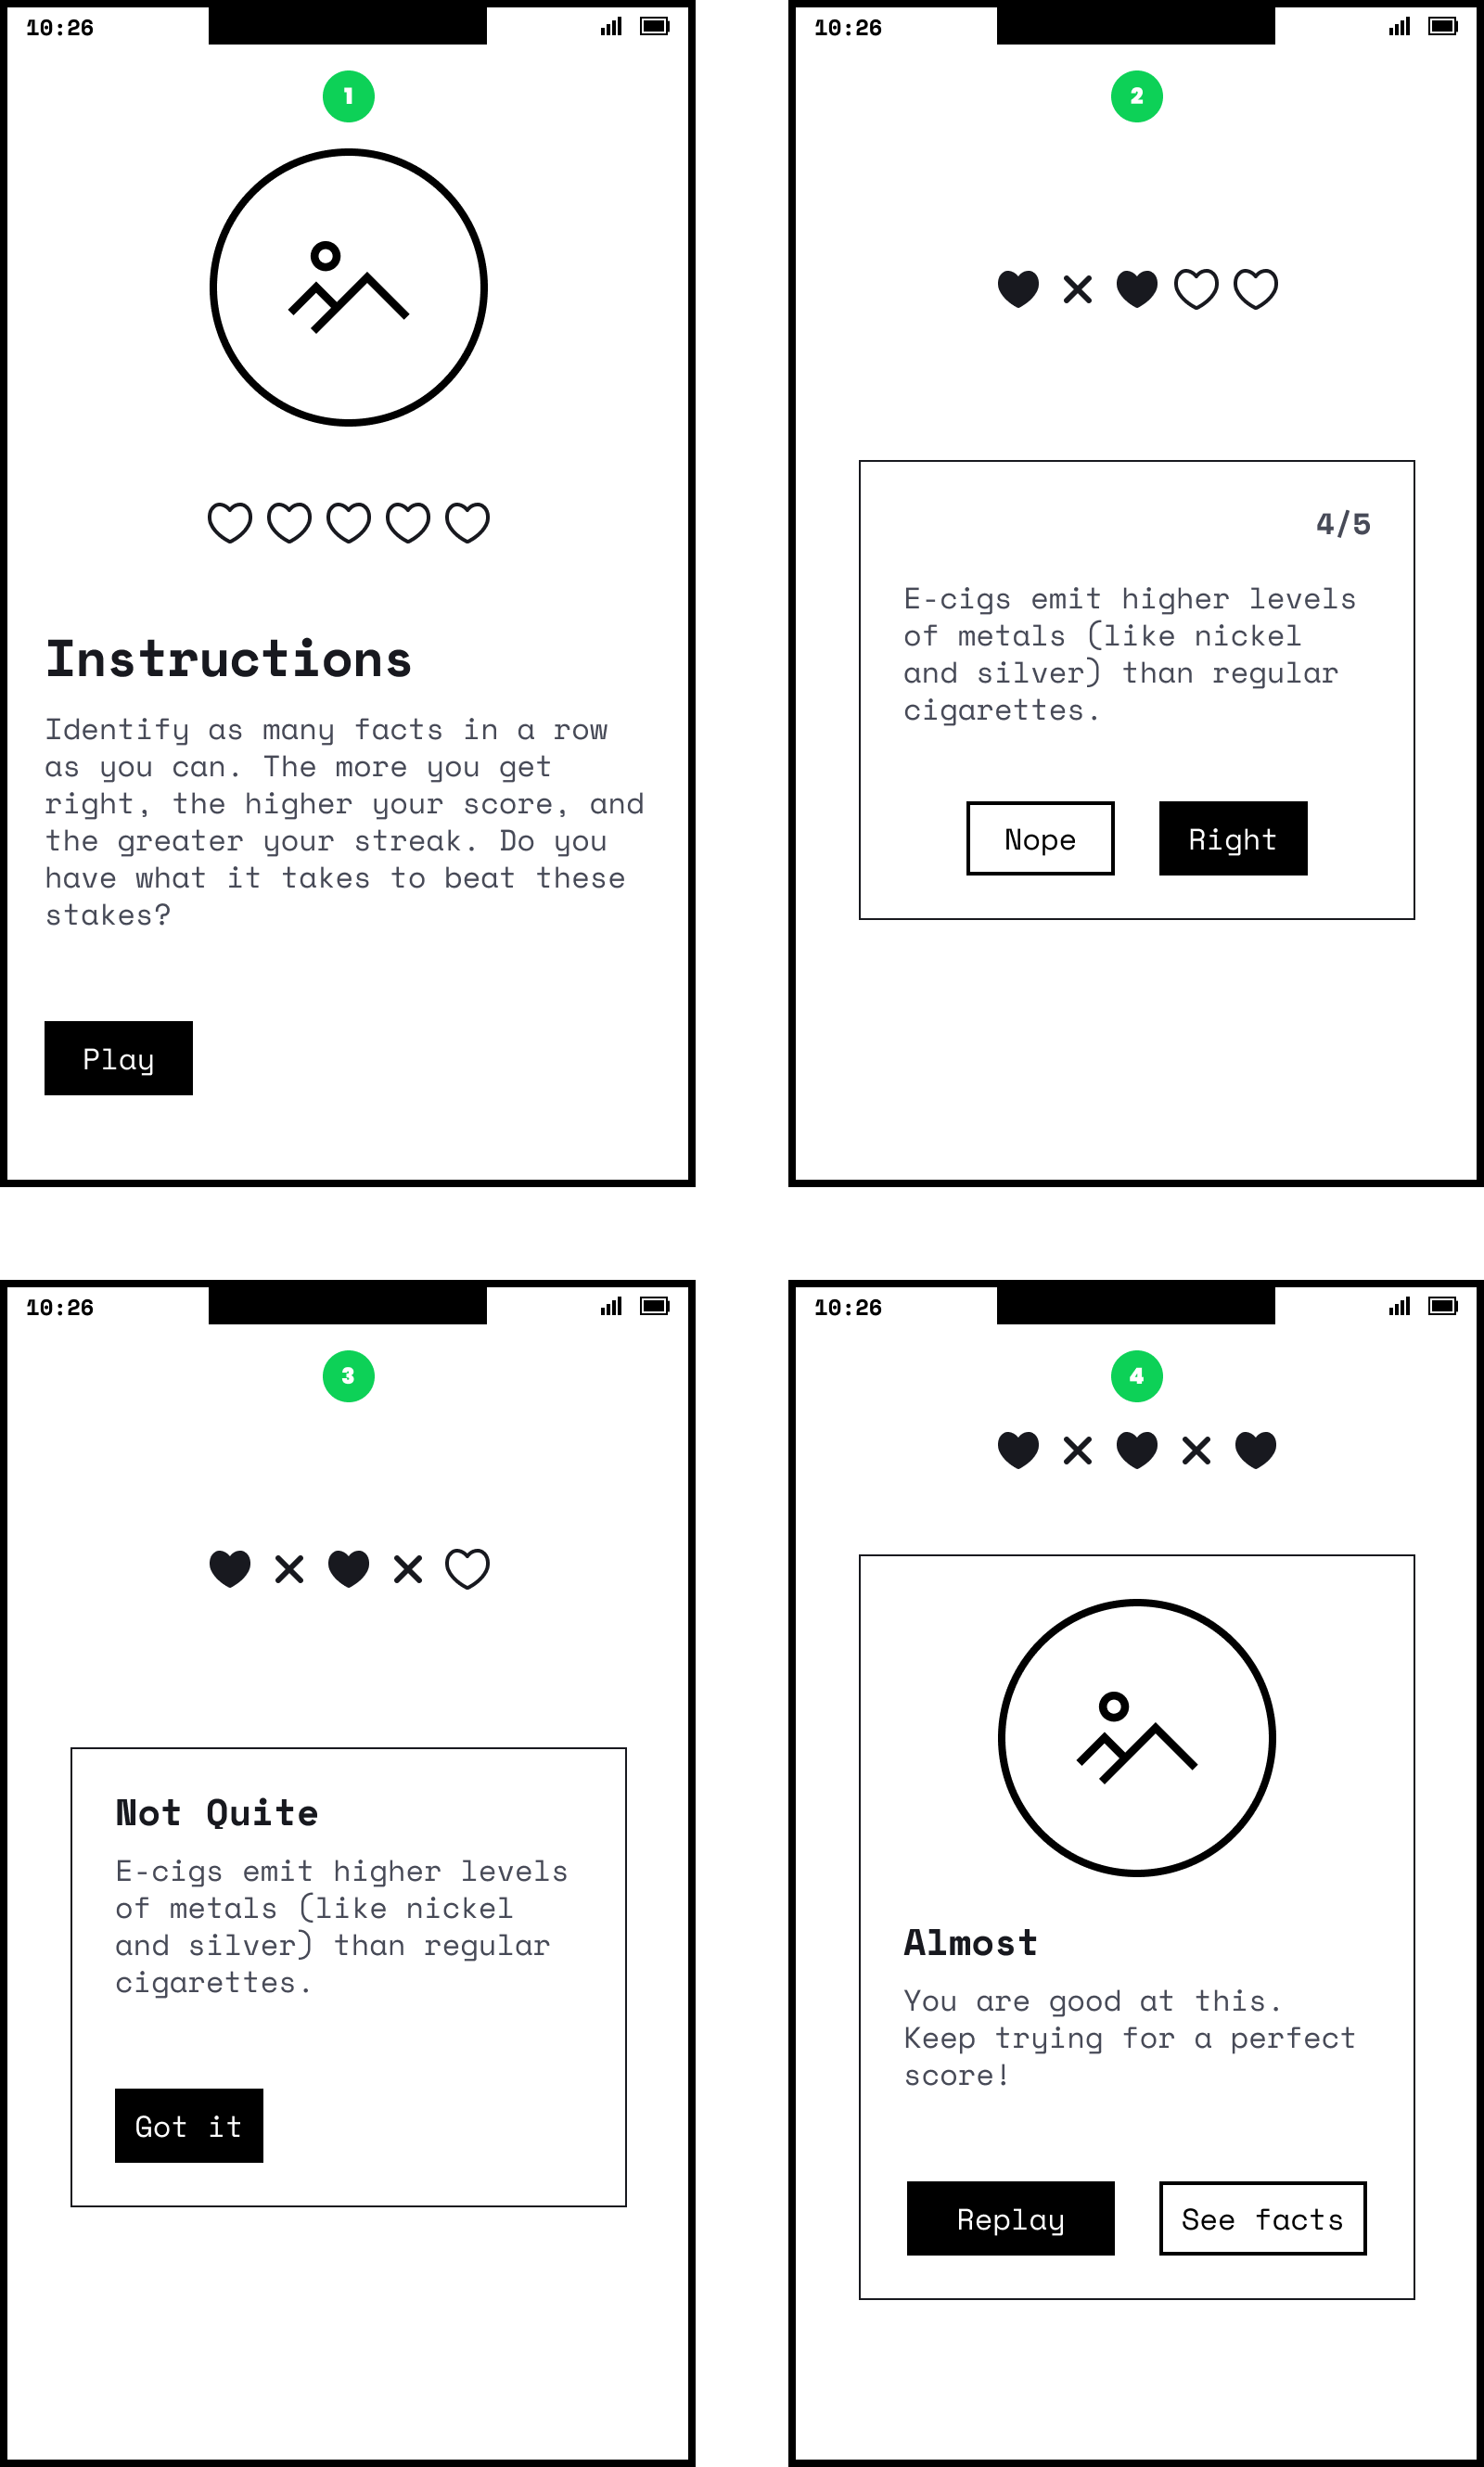 10:26
1
Instructions
Identify as many facts in a row
as you can. The more you get
right, the higher your score, and
the greater your streak. Do you
have what it takes to beat these
stakes?
Play
10:26
2
4/5
E-cigs emit higher levels
of metals (like nickel
and silver) than regular
cigarettes.
Nope
Right
10:26
3
Not Quite
E-cigs emit higher levels
of metals (like nickel
and silver) than regular
cigarettes.
Got it
10:26
4
Almost
You are good at this.
Keep trying for a perfect
score!
Replay
See facts